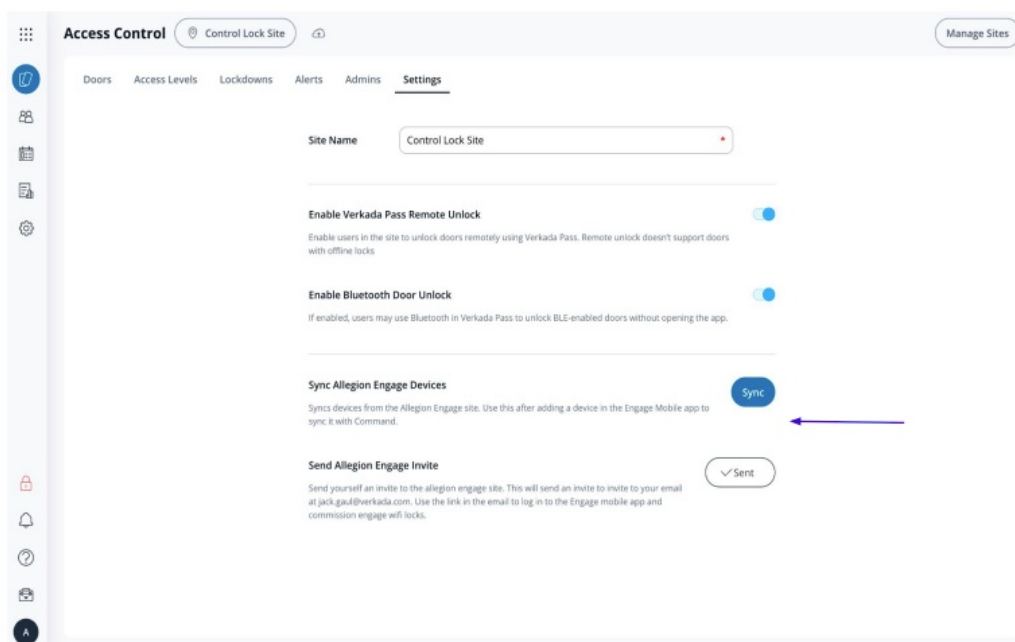 Access Control
Control Lock Site
Manage Sites
Doors
Access Levels
Lockdowns
Alerts
Admins
Settings
Site Name
Control Lock Site *
Enable Verkada Pass Remote Unlock
Enable users in the site to unlock doors remotely using Verkada Pass. Remote unlock doesn't support doors
with offline locks
Enable Bluetooth Door Unlock
If enabled, users may use Bluetooth in Verkada Pass to unlock BLE-enabled doors without opening the app.
Sync Allegion Engage Devices
Sync
Syncs devices from the Allegion Engage site. Use this after adding a device in the Engage Mobile app to
sync it with Command.
Send Allegion Engage Invite
Sent
Send yourself an invite to the allegion engage site. This will send an invite to invite to your email
at jack.gaul@verkada.com. Use the link in the email to log in to the Engage mobile app and
commission engage wifi locks.
A